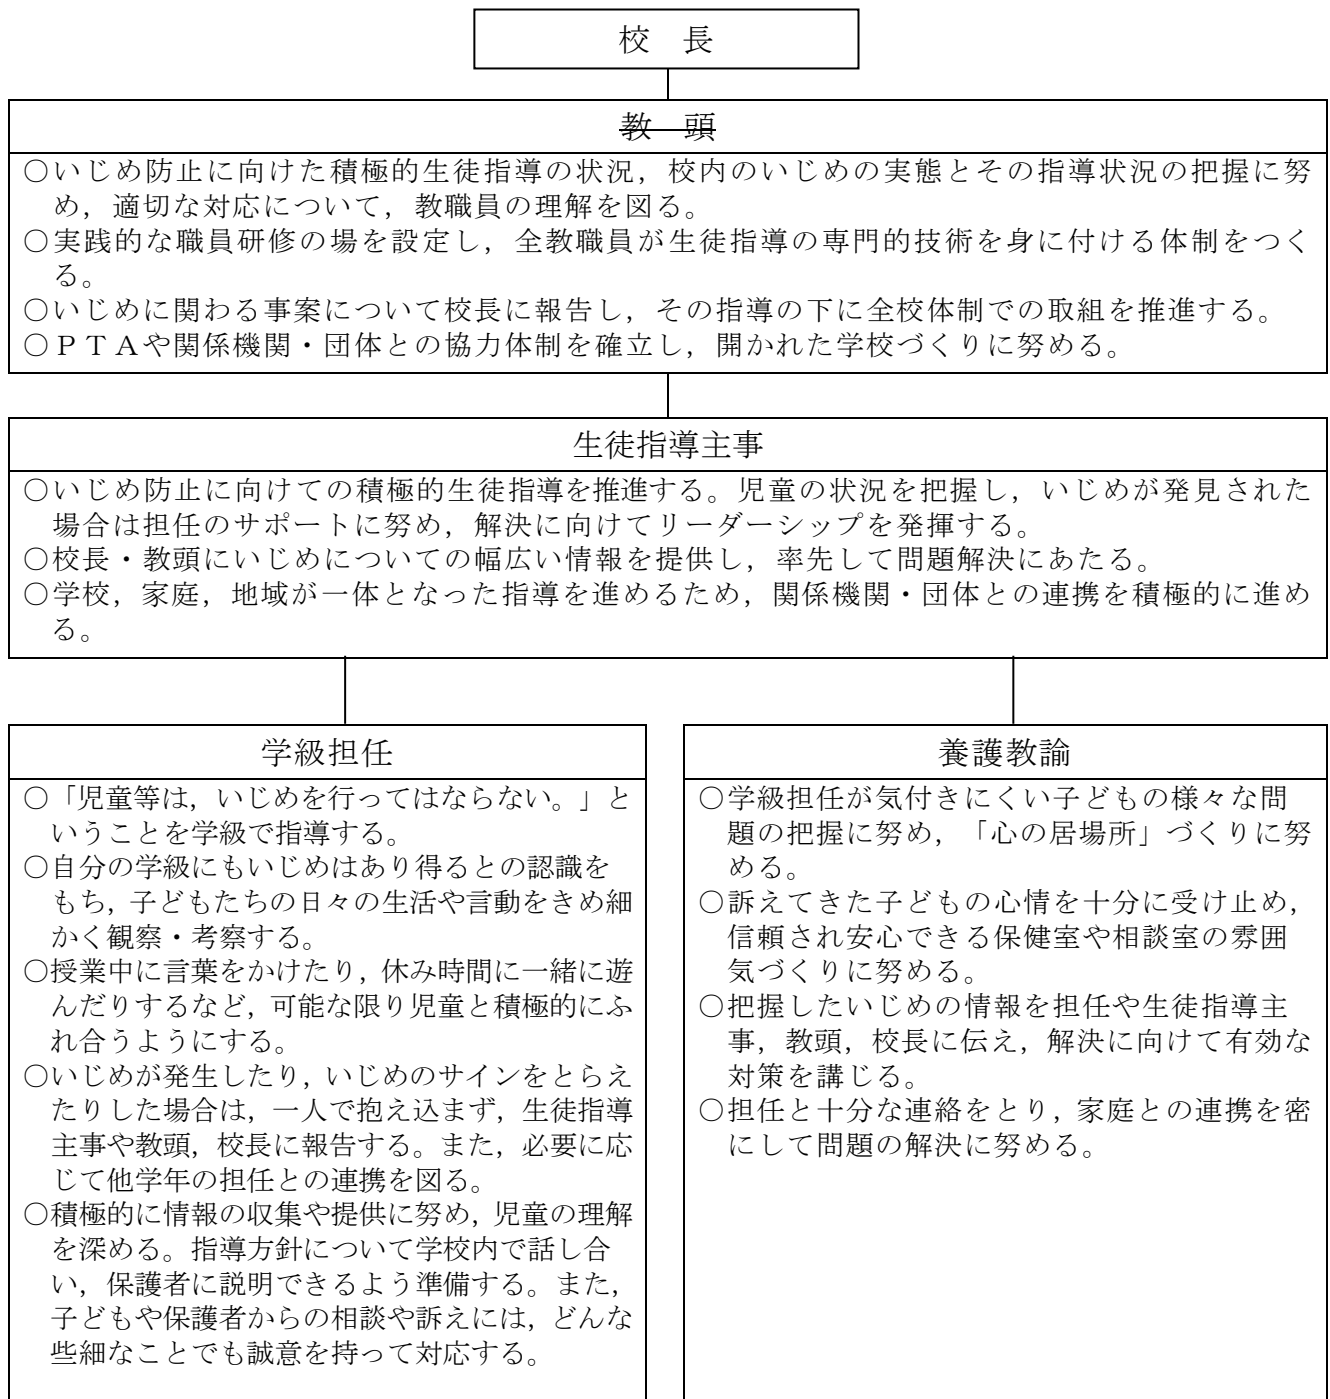 校 長
教 頭
○いじめ防止に向けた積極的生徒指導の状況，校内のいじめの実態とその指導状況の把握に努
め，適切な対応について，教職員の理解を図る。
○実践的な職員研修の場を設定し，全教職員が生徒指導の専門的技術を身に付ける体制をつく
る。
○いじめに関わる事案について校長に報告し，その指導の下に全校体制での取組を推進する。
○ＰＴＡや関係機関・団体との協力体制を確立し，開かれた学校づくりに努める。
生徒指導主事
○いじめ防止に向けての積極的生徒指導を推進する。児童の状況を把握し，いじめが発見された
場合は担任のサポートに努め，解決に向けてリーダーシップを発揮する。
○校長・教頭にいじめについての幅広い情報を提供し，率先して問題解決にあたる。
○学校，家庭，地域が一体となった指導を進めるため，関係機関・団体との連携を積極的に進め
る。
学級担任
○「児童等は，いじめを行ってはならない。」と
いうことを学級で指導する。
○自分の学級にもいじめはあり得るとの認識を
もち，子どもたちの日々の生活や言動をきめ細
かく観察・考察する。
○授業中に言葉をかけたり，休み時間に一緒に遊
んだりするなど，可能な限り児童と積極的にふ
れ合うようにする。
○いじめが発生したり，いじめのサインをとらえ
たりした場合は，一人で抱え込まず，生徒指導
主事や教頭，校長に報告する。また，必要に応
じて他学年の担任との連携を図る。
○積極的に情報の収集や提供に努め，児童の理解
を深める。指導方針について学校内で話し合
い，保護者に説明できるよう準備する。また，
子どもや保護者からの相談や訴えには，どんな
些細なことでも誠意を持って対応する。
養護教諭
○学級担任が気付きにくい子どもの様々な問
題の把握に努め，「心の居場所」づくりに努
める。
○訴えてきた子どもの心情を十分に受け止め，
信頼され安心できる保健室や相談室の雰囲
気づくりに努める。
○把握したいじめの情報を担任や生徒指導主
事，教頭，校長に伝え，解決に向けて有効な
対策を講じる。
○担任と十分な連絡をとり，家庭との連携を密
にして問題の解決に努める。